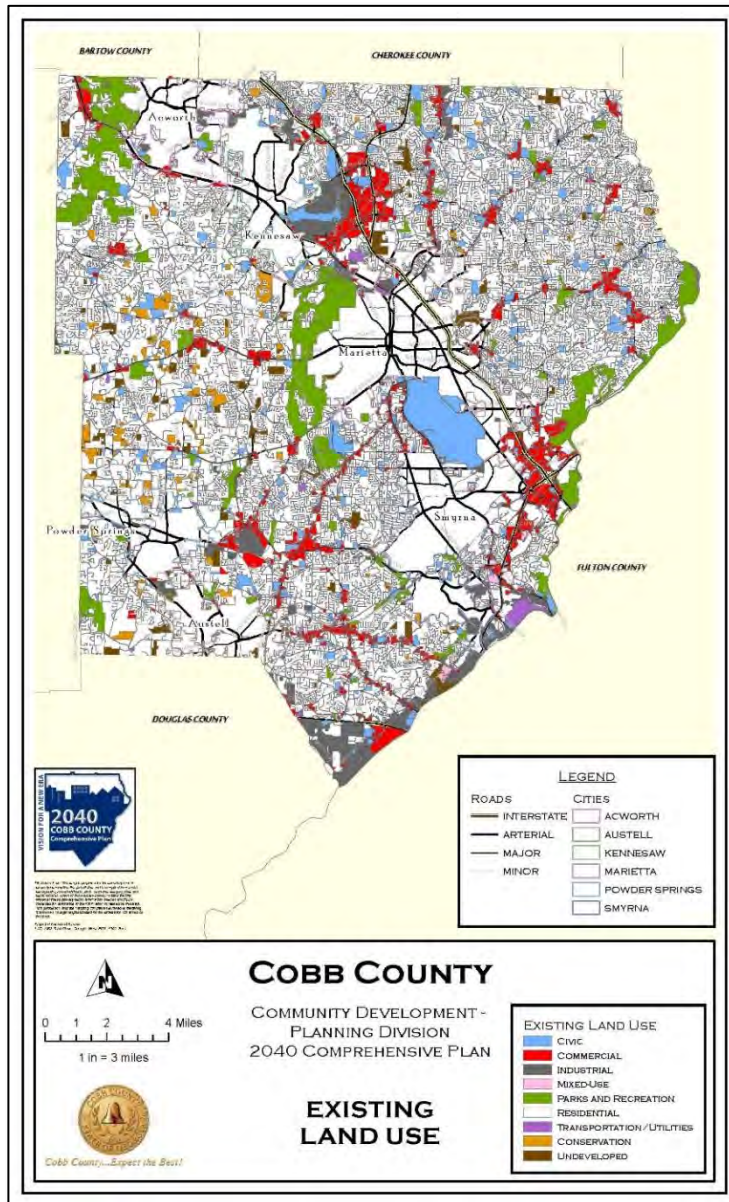 BARTOW COUNTY
CHEROKEE COUNTY
Acworth
Kennesaw
Marietta
Smyrna
Powder Springs
Austell
FULTON COUNTY
DOUGLAS COUNTY
VISION FOR A NEW ERA
2040
COBB COUNTY
Comprehensive Plan
LEGEND
ROADS
INTERSTATE
ARTERIAL
MAJOR
MINOR
CITIES
ACWORTH
AUSTELL
KENNESAW
MARIETTA
POWDER SPRINGS
SMYRNA
N
0 1 2 4 Miles
1 in = 3 miles
Cobb County...Expect the Best!
COBB COUNTY
COMMUNITY DEVELOPMENT -
PLANNING DIVISION
2040 COMPREHENSIVE PLAN
EXISTING
LAND USE
EXISTING LAND USE
CIVIC
COMMERCIAL
INDUSTRIAL
MIXED-USE
PARKS AND RECREATION
RESIDENTIAL
TRANSPORTATION/UTILITIES
CONSERVATION
UNDEVELOPED